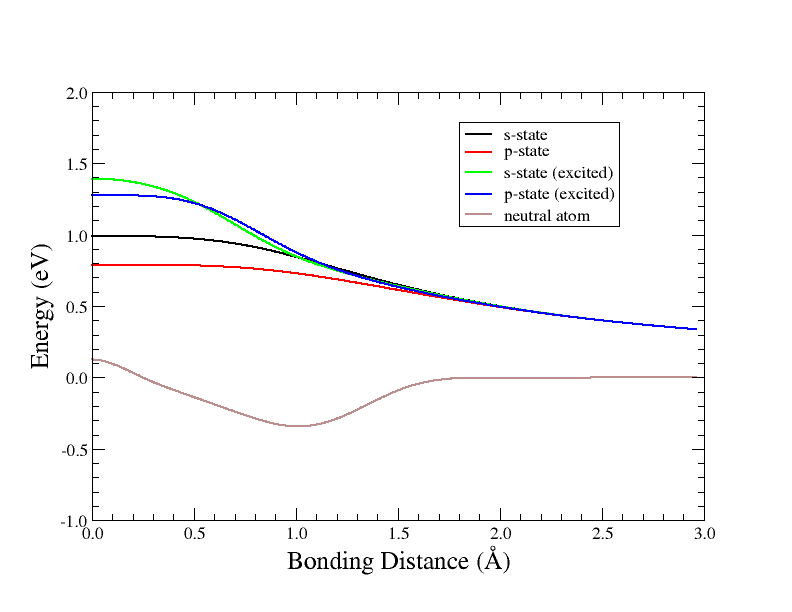 2.0
1.5
1.0
0.5
0.0
-0.5
-1.0
Energy (eV)
s-state
p-state
s-state (excited)
p-state (excited)
neutral atom
0.0 0.5 1.0 1.5 2.0 2.5 3.0
Bonding Distance (Å)